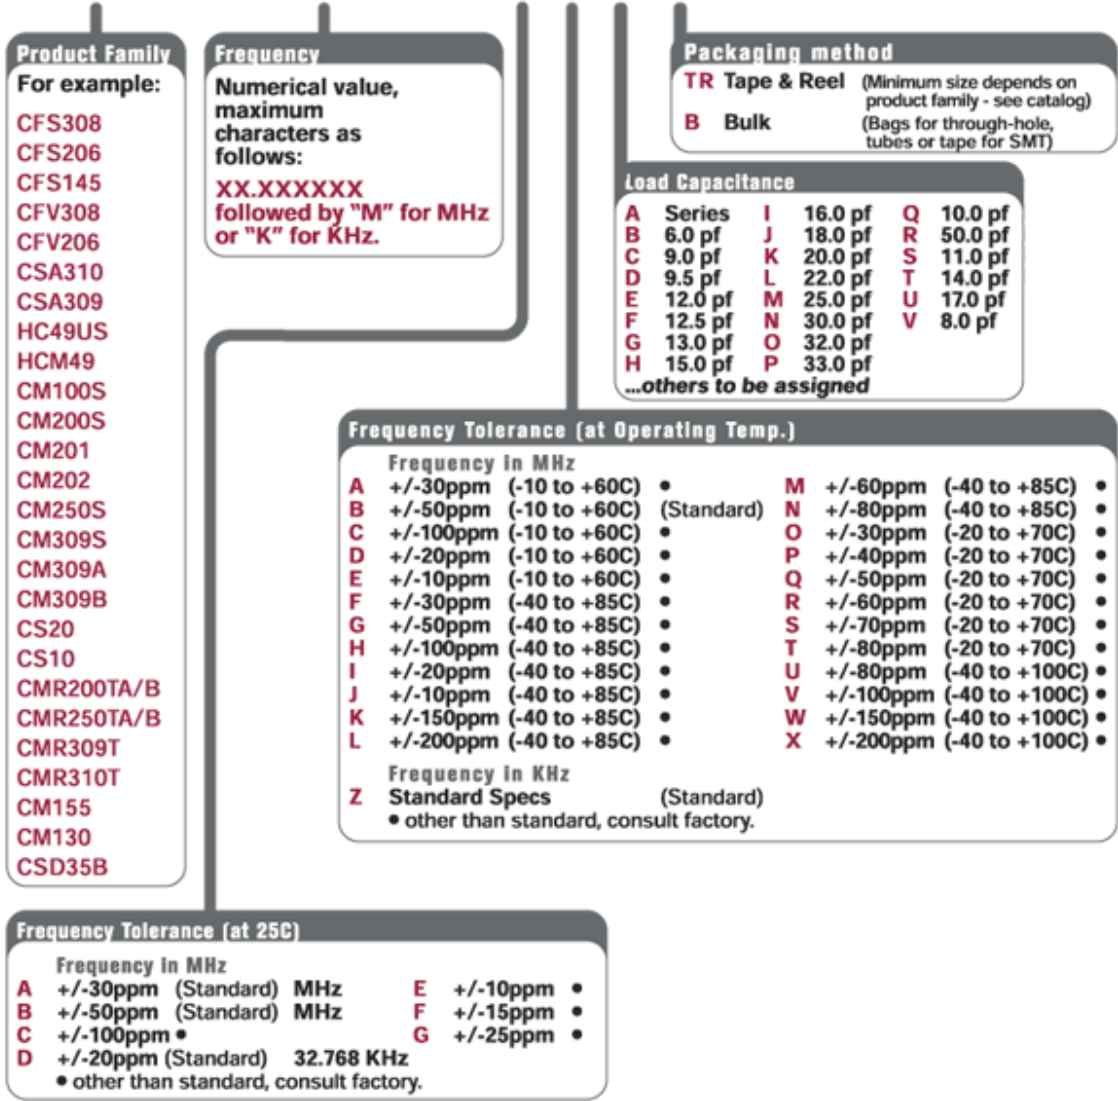 Product Family
For example:
CFS308
CFS206
CFS145
CFV308
CFV206
CSA310
CSA309
HC49US
HCM49
CM100S
CM200S
CM201
CM202
CM250S
CM309S
CM309A
CM309B
CS20
CS10
CMR200TA/B
CMR250TA/B
CMR309T
CMR310T
CM155
CM130
CSD35B
Frequency
Numerical value,
maximum
characters as
follows:
XX.XXXXXX
followed by "M" for MHz
or "K" for KHz.
Packaging method
TR Tape & Reel (Minimum size depends on
product family - see catalog)
B Bulk (Bags for through-hole,
tubes or tape for SMT)
Load Capacitance
A Series I 16.0 pf Q 10.0 pf
B 6.0 pf J 18.0 pf R 50.0 pf
C 9.0 pf K 20.0 pf S 11.0 pf
D 9.5 pf L 22.0 pf T 14.0 pf
E 12.0 pf M 25.0 pf U 17.0 pf
F 12.5 pf N 30.0 pf V 8.0 pf
G 13.0 pf O 32.0 pf
H 15.0 pf P 33.0 pf
...others to be assigned
Frequency Tolerance (at Operating Temp.)
Frequency in MHz
A +/-30ppm (-10 to +60C) • M +/-60ppm (-40 to +85C) •
B +/-50ppm (-10 to +60C) (Standard) N +/-80ppm (-40 to +85C) •
C +/-100ppm (-10 to +60C) • O +/-30ppm (-20 to +70C) •
D +/-20ppm (-10 to +60C) • P +/-40ppm (-20 to +70C) •
E +/-10ppm (-10 to +60C) • Q +/-50ppm (-20 to +70C) •
F +/-30ppm (-40 to +85C) • R +/-60ppm (-20 to +70C) •
G +/-50ppm (-40 to +85C) • S +/-70ppm (-20 to +70C) •
H +/-100ppm (-40 to +85C) • T +/-80ppm (-20 to +70C) •
I +/-20ppm (-40 to +85C) • U +/-80ppm (-40 to +100C) •
J +/-10ppm (-40 to +85C) • V +/-100ppm (-40 to +100C) •
K +/-150ppm (-40 to +85C) • W +/-150ppm (-40 to +100C) •
L +/-200ppm (-40 to +85C) • X +/-200ppm (-40 to +100C) •
Frequency in KHz
Z Standard Specs (Standard)
• other than standard, consult factory.
Frequency Tolerance (at 25C)
Frequency in MHz
A +/-30ppm (Standard) MHz E +/-10ppm •
B +/-50ppm (Standard) MHz F +/-15ppm •
C +/-100ppm • G +/-25ppm •
D +/-20ppm (Standard) 32.768 KHz
• other than standard, consult factory.